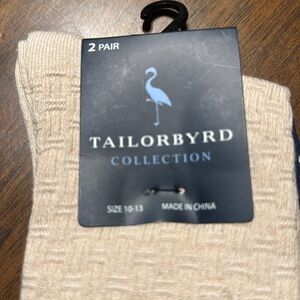 2 PAIR
TAILORBYRD
COLLECTION
SIZE 10-13 MADE IN CHINA